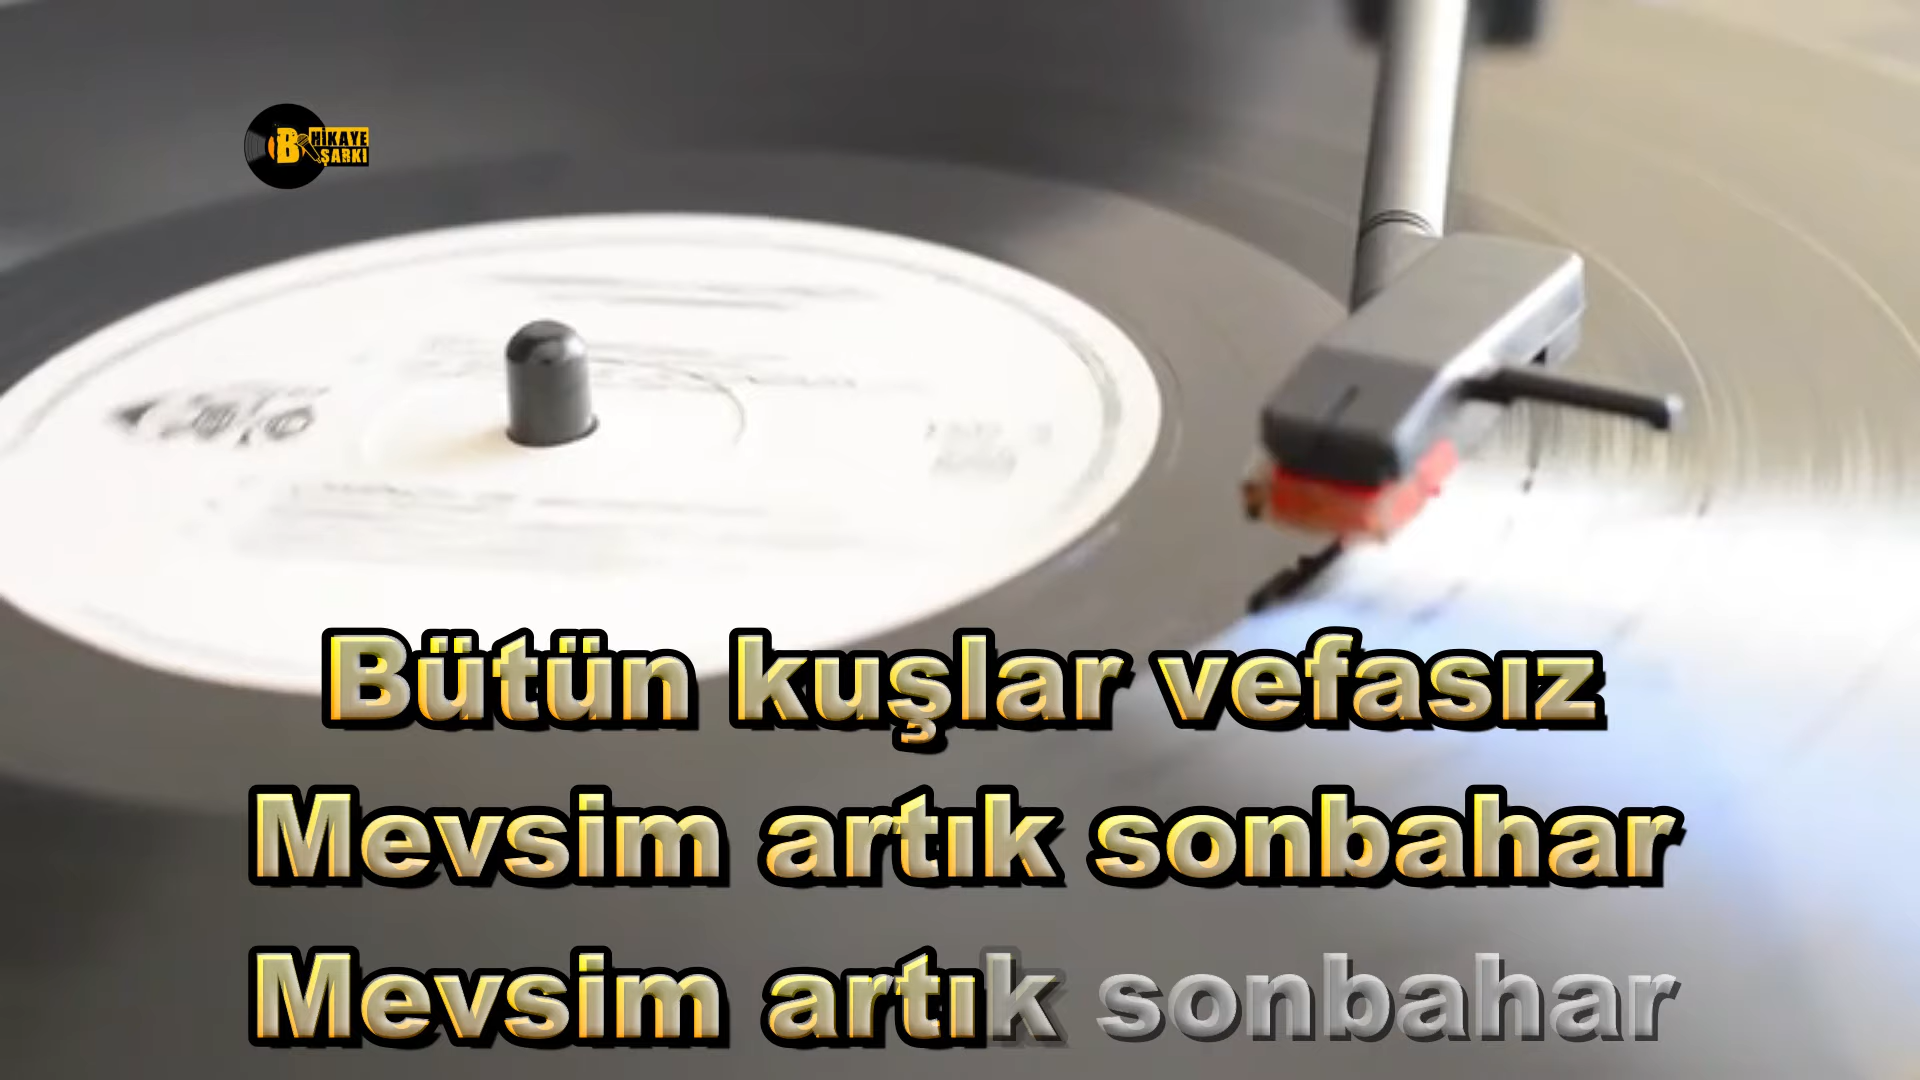 B HİKAYE
ŞARKI
Bütün kuşlar vefasız
Mevsim artık sonbahar
Mevsim artık sonbahar